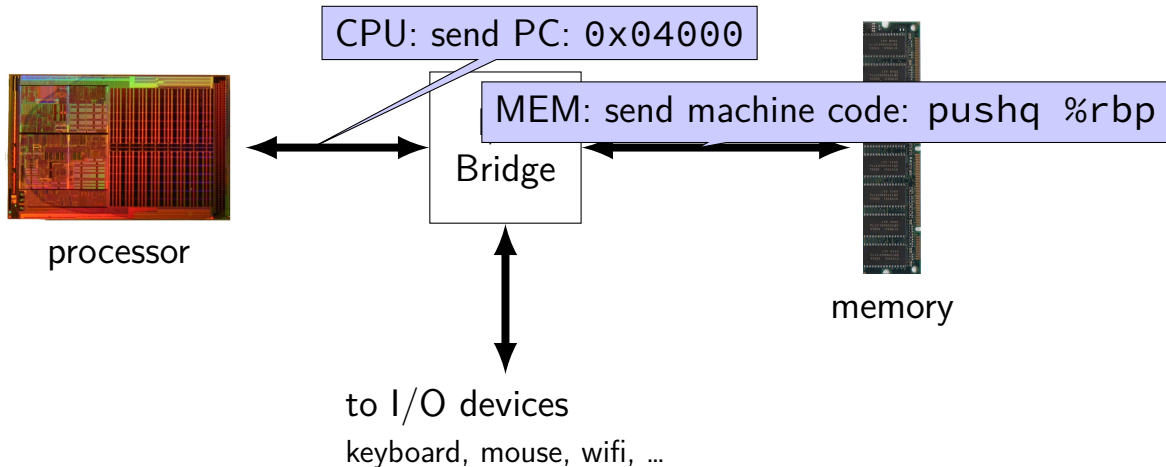 CPU: send PC: 0x04000
MEM: send machine code: pushq %rbp
Bridge
processor
memory
to I/O devices
keyboard, mouse, wifi, …